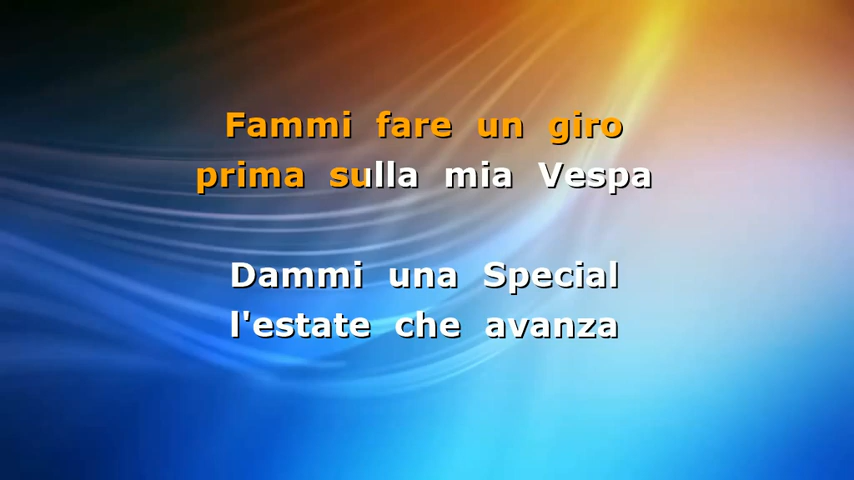 Fammi fare un giro
prima sulla mia Vespa
Dammi una Special
l'estate che avanza